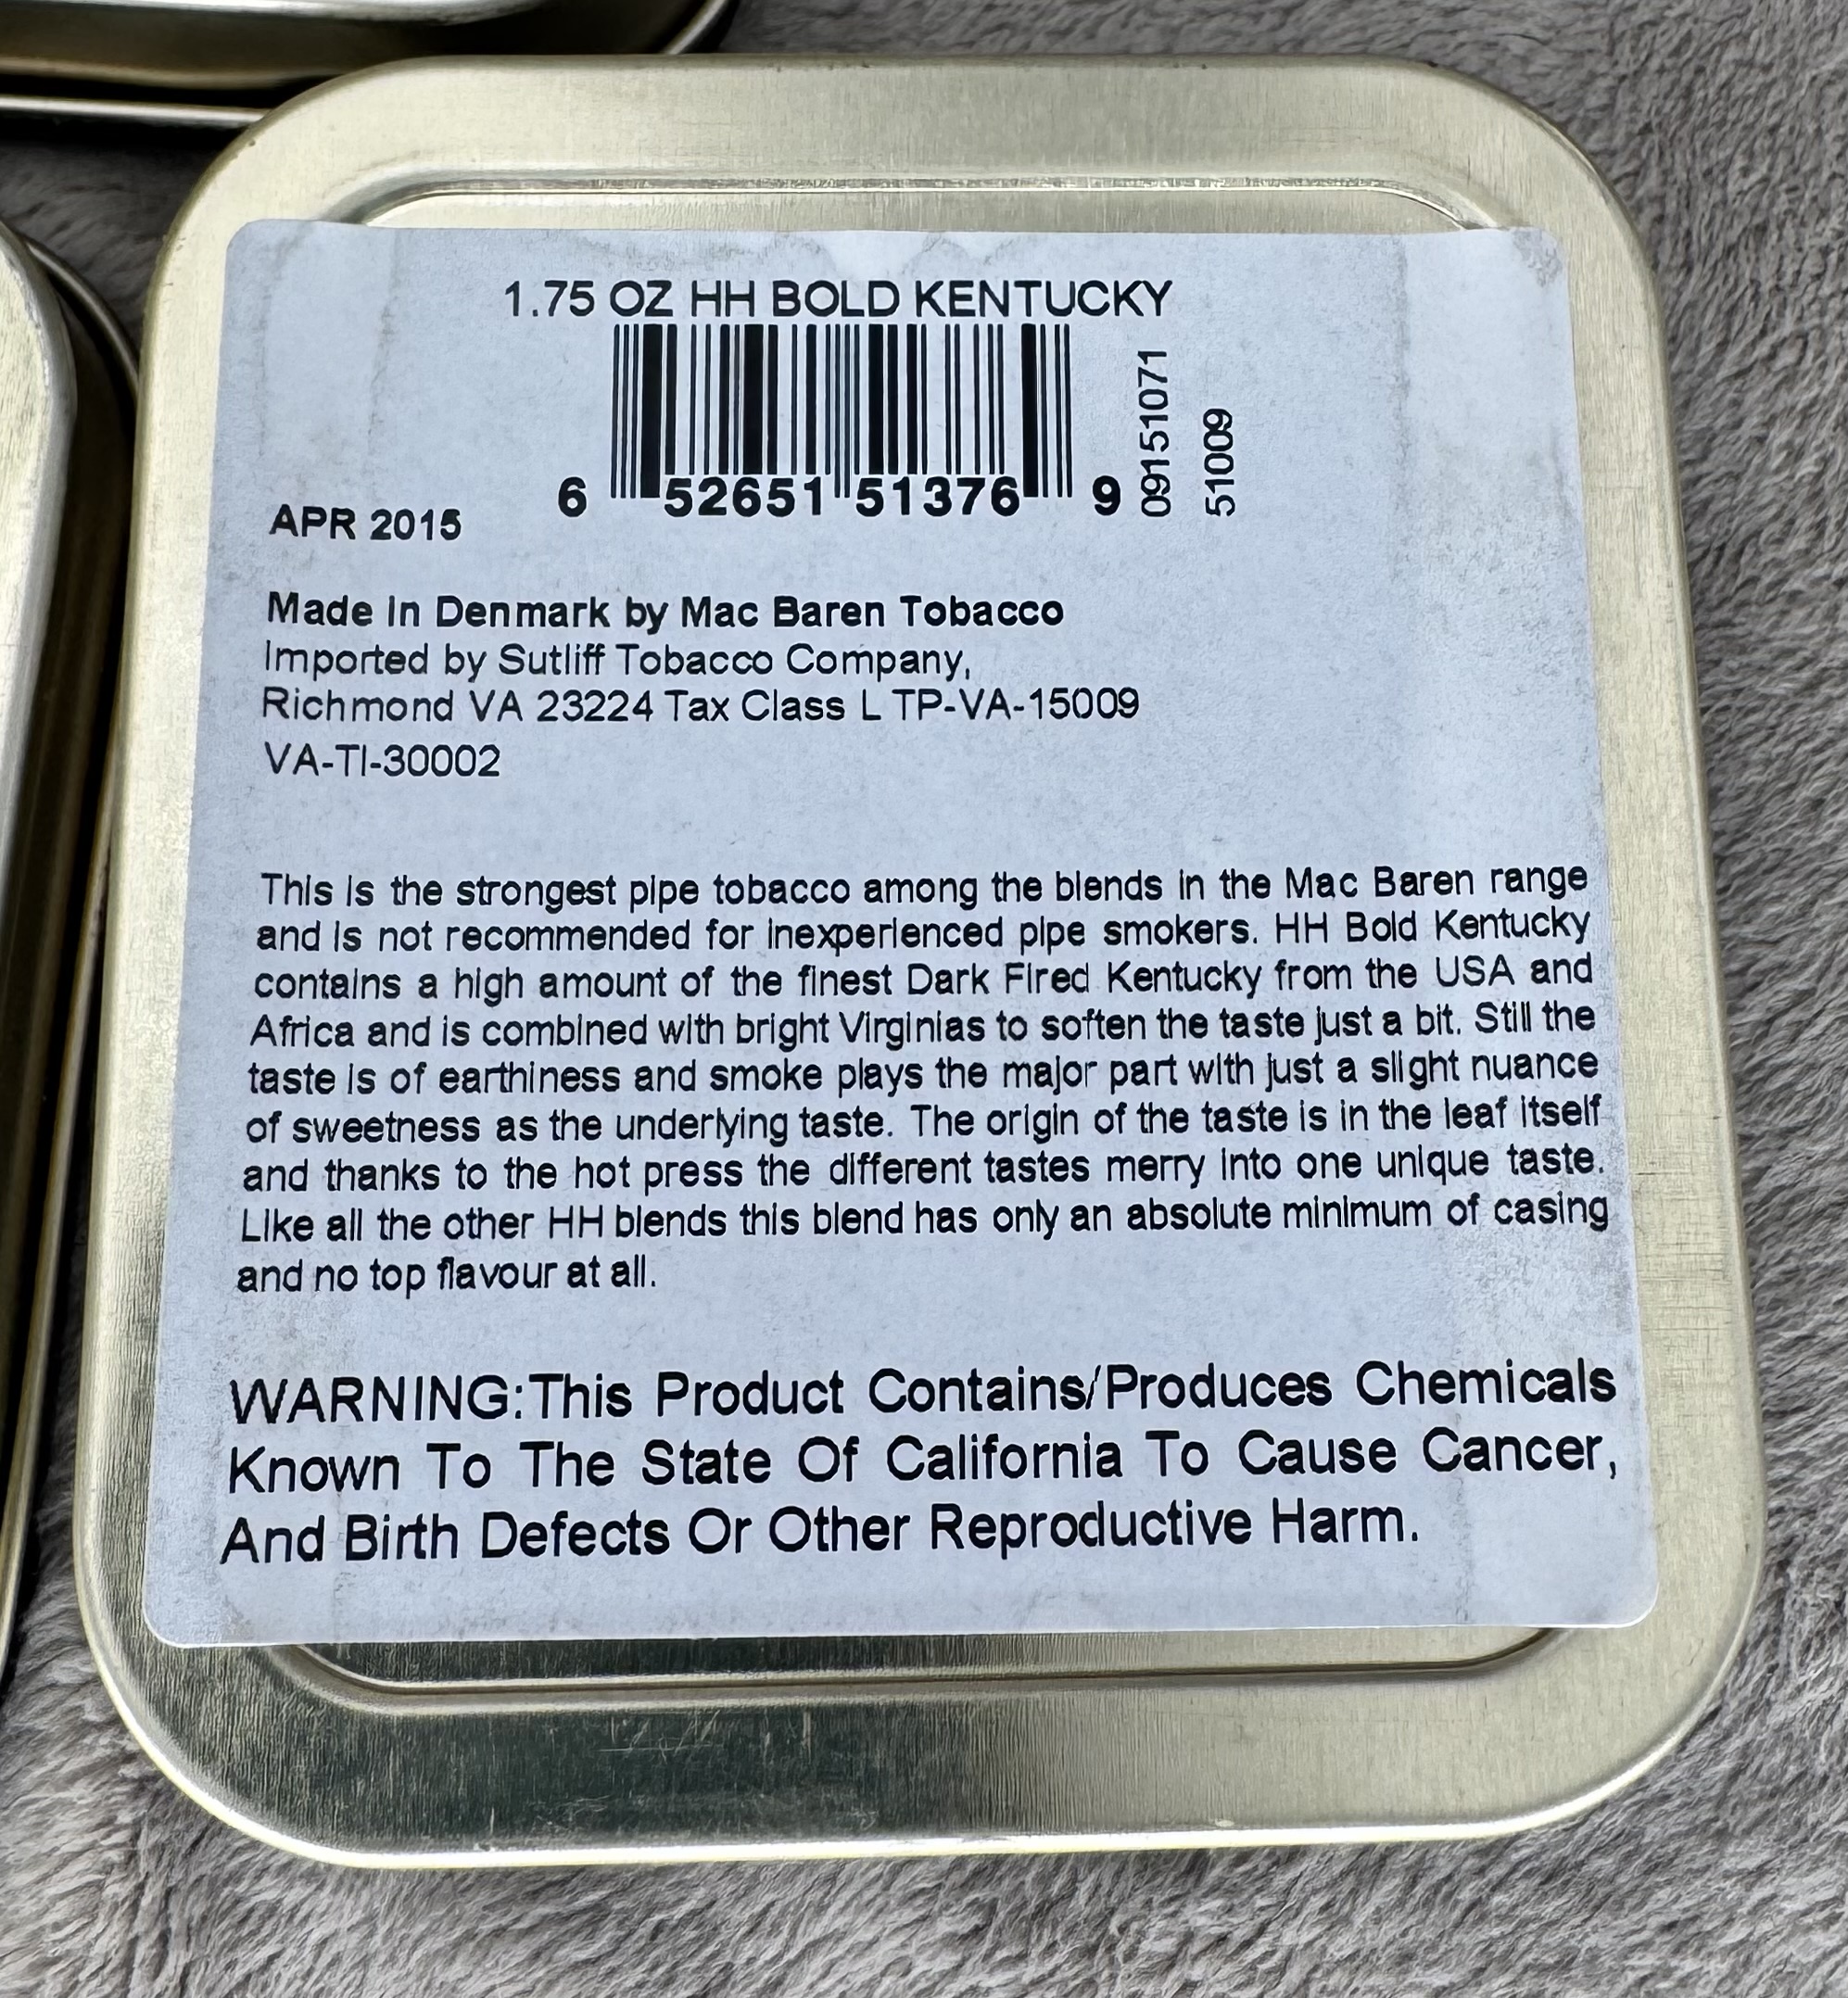 1.75 OZ HH BOLD KENTUCKY
6 52651 51376 9
09151071
51009
APR 2015
Made In Denmark by Mac Baren Tobacco
Imported by Sutliff Tobacco Company,
Richmond VA 23224 Tax Class L TP-VA-15009
VA-TI-30002
This is the strongest pipe tobacco among the blends in the Mac Baren range
and is not recommended for inexperienced pipe smokers. HH Bold Kentucky
contains a high amount of the finest Dark Fired Kentucky from the USA and
Africa and is combined with bright Virginias to soften the taste just a bit. Still the
taste is of earthiness and smoke plays the major part with just a slight nuance
of sweetness as the underlying taste. The origin of the taste is in the leaf itself
and thanks to the hot press the different tastes merry into one unique taste.
Like all the other HH blends this blend has only an absolute minimum of casing
and no top flavour at all.
WARNING:This Product Contains/Produces Chemicals
Known To The State Of California To Cause Cancer,
And Birth Defects Or Other Reproductive Harm.